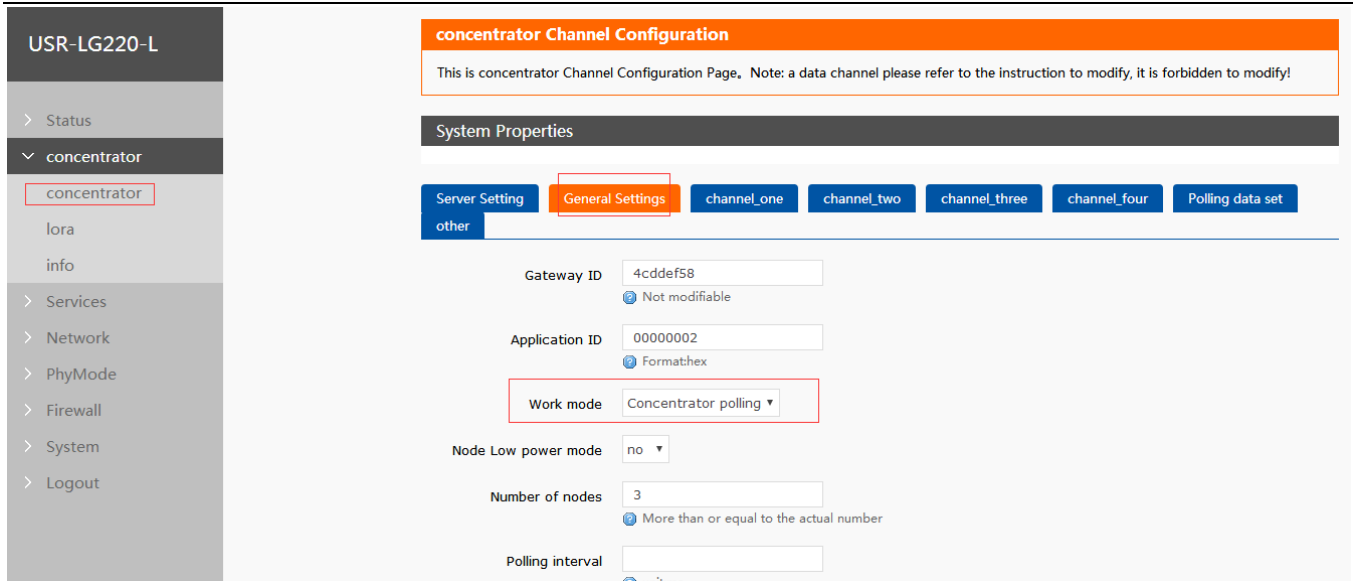 USR-LG220-L
Status
concentrator
concentrator
lora
info
Services
Network
PhyMode
Firewall
System
Logout
concentrator Channel Configuration
This is concentrator Channel Configuration Page。Note: a data channel please refer to the instruction to modify, it is forbidden to modify!
System Properties
Server Setting General Settings channel_one channel_two channel_three channel_four Polling data set
other
Gateway ID 4cddef58
Not modifiable
Application ID 00000002
Format:hex
Work mode Concentrator polling
Node Low power mode no
Number of nodes 3
More than or equal to the actual number
Polling interval